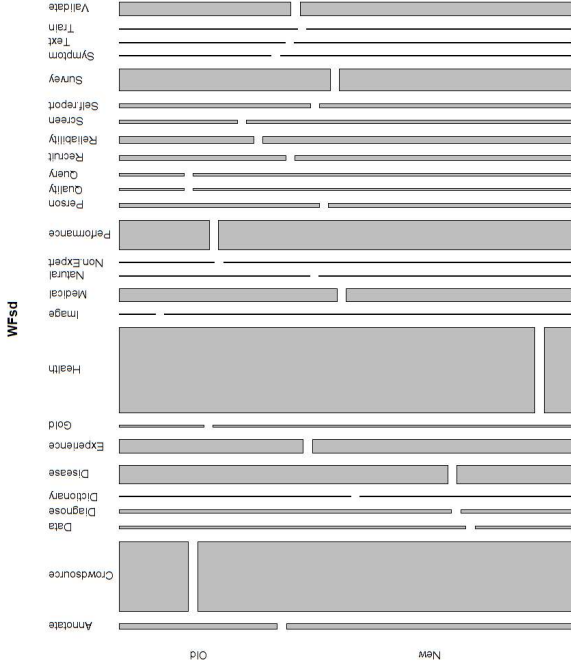 WFsd
Validate
Train
Text
Symptom
Survey
Self.report
Screen
Reliability
Recruit
Query
Quality
Person
Performance
Non.Expert
Natural
Medical
Image
Health
Gold
Experience
Disease
Dictionary
Diagnose
Data
Crowdsource
Annotate
Old
New